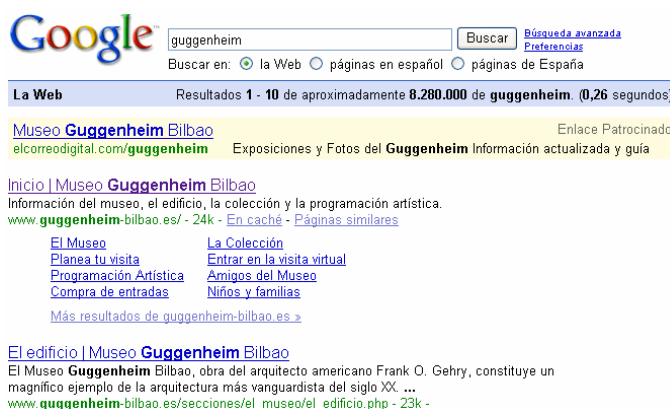 Google™ guggenheim Buscar Búsqueda avanzada
Preferencias
Buscar en: la Web páginas en español páginas de España
La Web Resultados 1 - 10 de aproximadamente 8.280.000 de guggenheim. (0,26 segundos)
Museo Guggenheim Bilbao Enlace Patrocinado
elcorreodigital.com/guggenheim Exposiciones y Fotos del Guggenheim Información actualizada y guía
Inicio | Museo Guggenheim Bilbao
Información del museo, el edificio, la colección y la programación artística.
www.guggenheim-bilbao.es/ - 24k - En caché - Páginas similares
El Museo La Colección
Planea tu visita Entrar en la visita virtual
Programación Artística Amigos del Museo
Compra de entradas Niños y familias
Más resultados de guggenheim-bilbao.es »
El edificio | Museo Guggenheim Bilbao
El Museo Guggenheim Bilbao, obra del arquitecto americano Frank O. Gehry, constituye un
magnífico ejemplo de la arquitectura más vanguardista del siglo XX. ...
www.guggenheim-bilbao.es/secciones/el_museo/el_edificio.php - 23k -